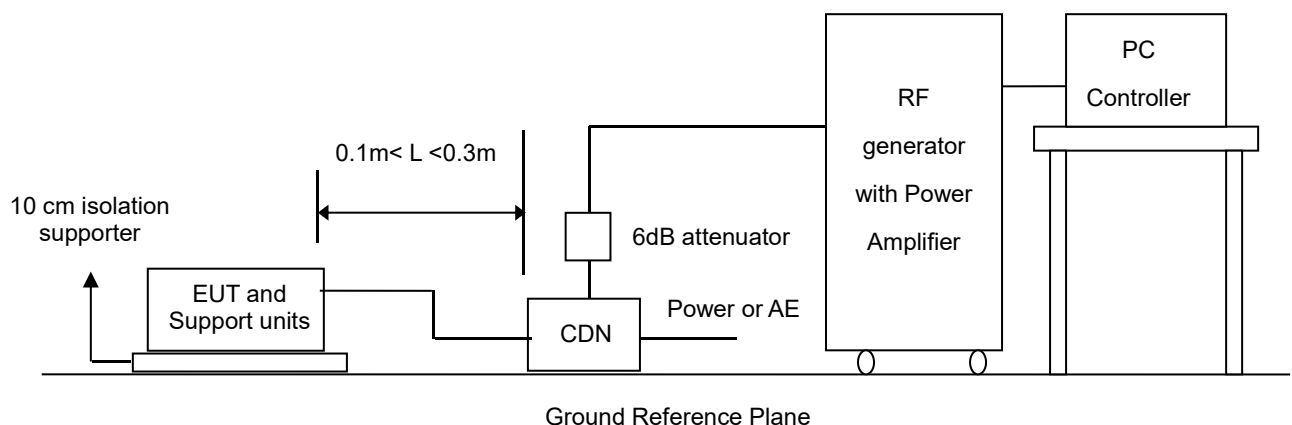 10 cm isolation
supporter
0.1m< L <0.3m
EUT and
Support units
6dB attenuator
CDN
Power or AE
RF
generator
with Power
Amplifier
PC
Controller
Ground Reference Plane